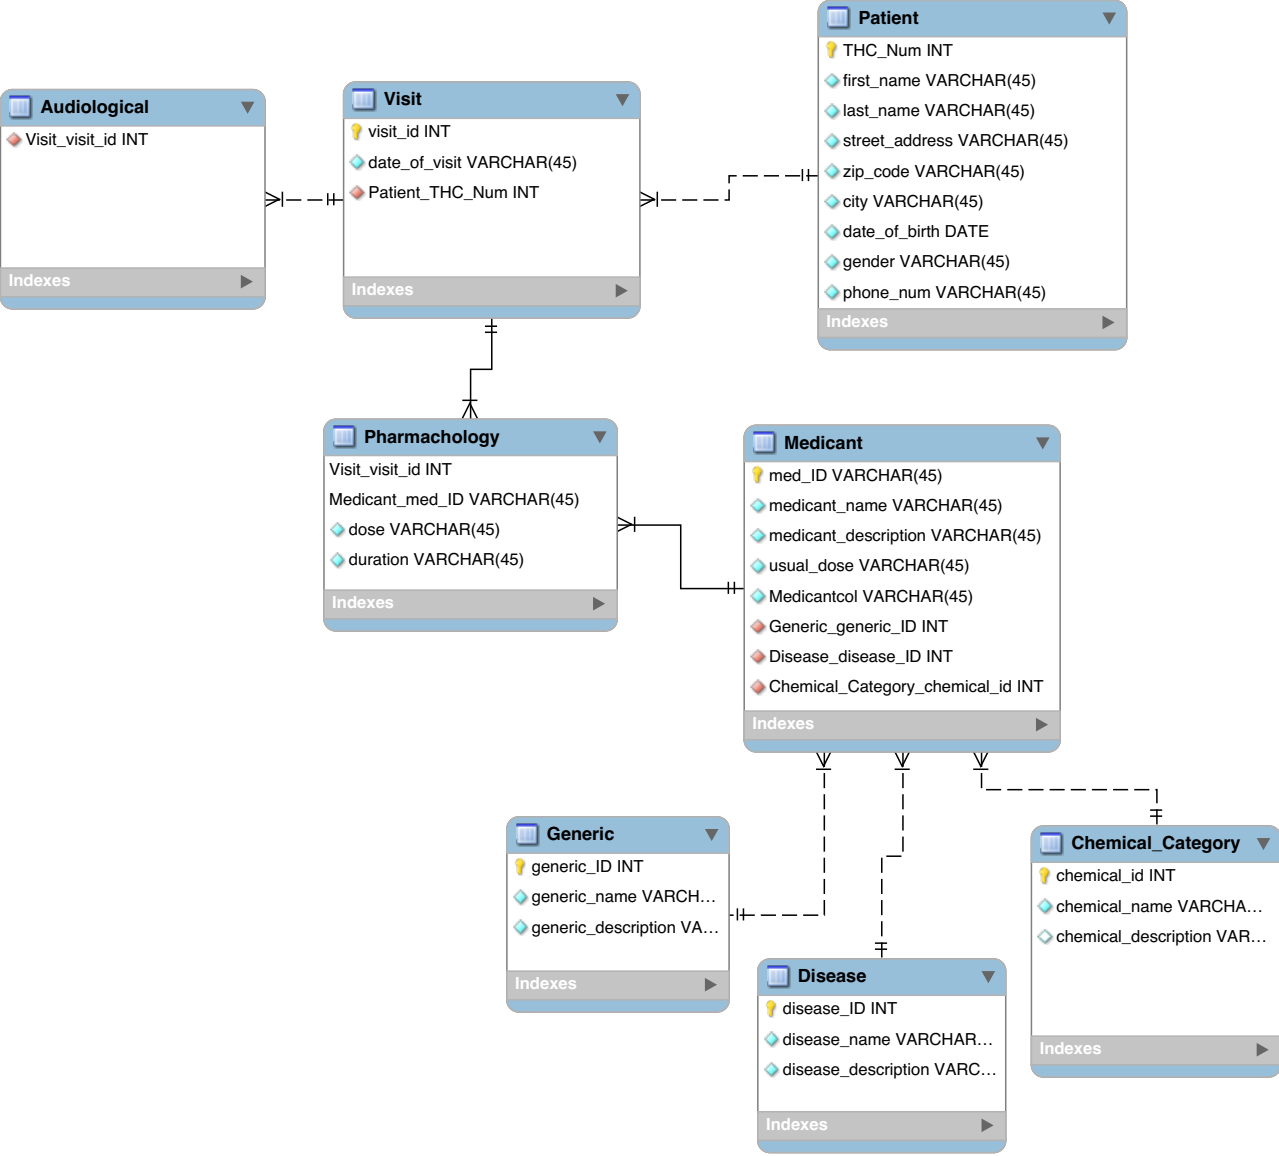 Patient
THC_Num INT
first_name VARCHAR(45)
last_name VARCHAR(45)
street_address VARCHAR(45)
zip_code VARCHAR(45)
city VARCHAR(45)
date_of_birth DATE
gender VARCHAR(45)
phone_num VARCHAR(45)
Indexes
Audiological
Visit_visit_id INT
Indexes
Visit
visit_id INT
date_of_visit VARCHAR(45)
Patient_THC_Num INT
Indexes
Pharmachology
Visit_visit_id INT
Medicant_med_ID VARCHAR(45)
dose VARCHAR(45)
duration VARCHAR(45)
Indexes
Medicant
med_ID VARCHAR(45)
medicant_name VARCHAR(45)
medicant_description VARCHAR(45)
usual_dose VARCHAR(45)
Medicantcol VARCHAR(45)
Generic_generic_ID INT
Disease_disease_ID INT
Chemical_Category_chemical_id INT
Indexes
Generic
generic_ID INT
generic_name VARCH...
generic_description VA...
Indexes
Chemical_Category
chemical_id INT
chemical_name VARCHA...
chemical_description VAR...
Indexes
Disease
disease_ID INT
disease_name VARCHAR...
disease_description VARC...
Indexes